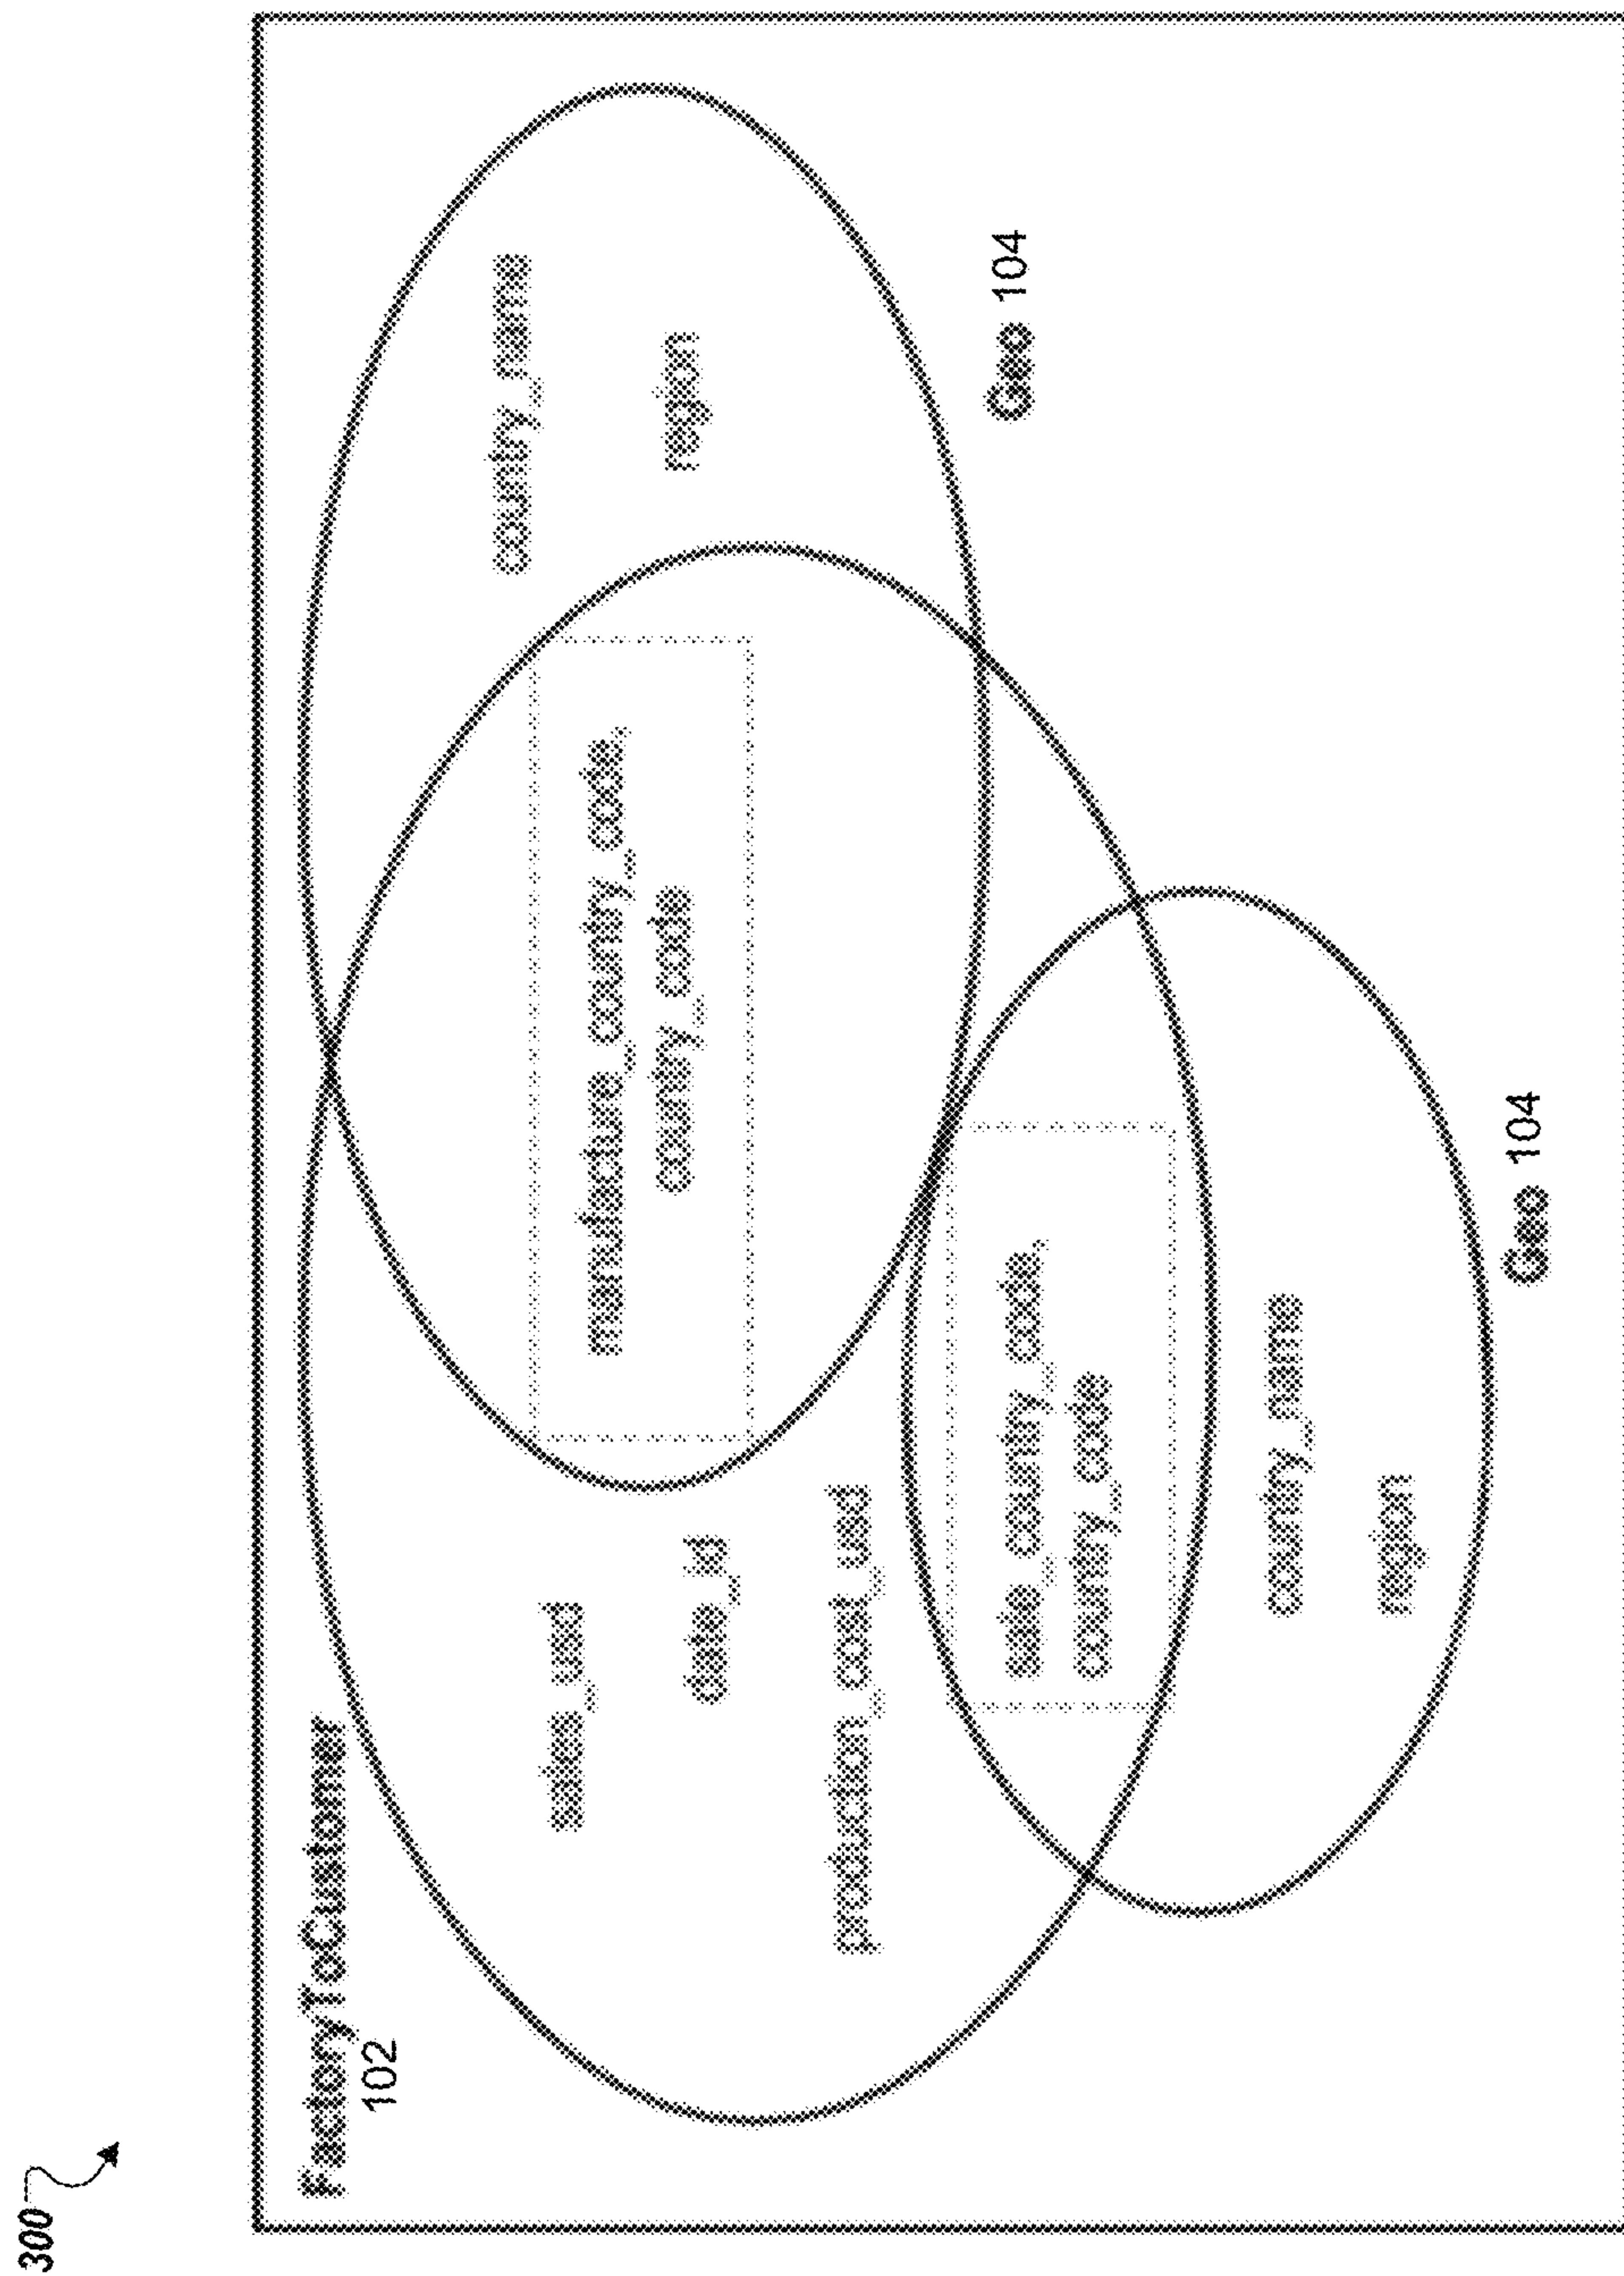 300
FactoryToCustomer
102
sales_usd
date_id
production_cost_usd
manufacture_country_code,
country_code
country_name
region
Geo 104
sale_country_code,
country_code
country_name
region
Geo 104